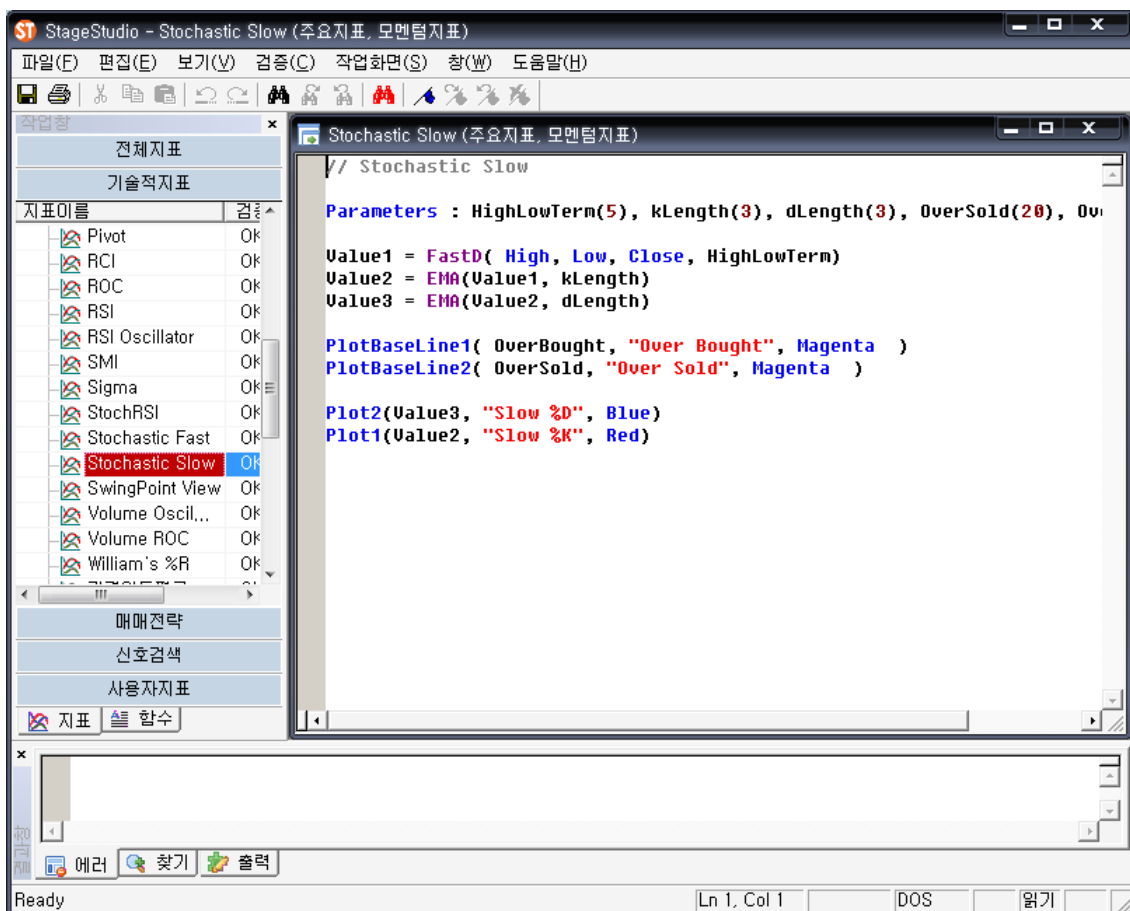 StageStudio - Stochastic Slow (주요지표, 모멘텀지표)
파일(F) 편집(E) 보기(V) 검증(C) 작업화면(S) 창(W) 도움말(H)
작업창
전체지표
기술적지표
지표이름
Pivot OK
RCI OK
ROC OK
RSI OK
RSI Oscillator OK
SMI OK
Sigma OK
StochRSI OK
Stochastic Fast OK
Stochastic Slow OK
SwingPoint View OK
Volume Oscil... OK
Volume ROC OK
William's %R OK
매매전략
신호검색
사용자지표
지표 함수
Stochastic Slow (주요지표, 모멘텀지표)
// Stochastic Slow
Parameters : HighLowTerm(5), kLength(3), dLength(3), OverSold(20),
Value1 = FastD( High, Low, Close, HighLowTerm)
Value2 = EMA(Value1, kLength)
Value3 = EMA(Value2, dLength)
PlotBaseLine1( OverBought, "Over Bought", Magenta )
PlotBaseLine2( OverSold, "Over Sold", Magenta )
Plot2(Value3, "Slow %D", Blue)
Plot1(Value2, "Slow %K", Red)
에러 찾기 출력
Ready Ln 1, Col 1 DOS 읽기